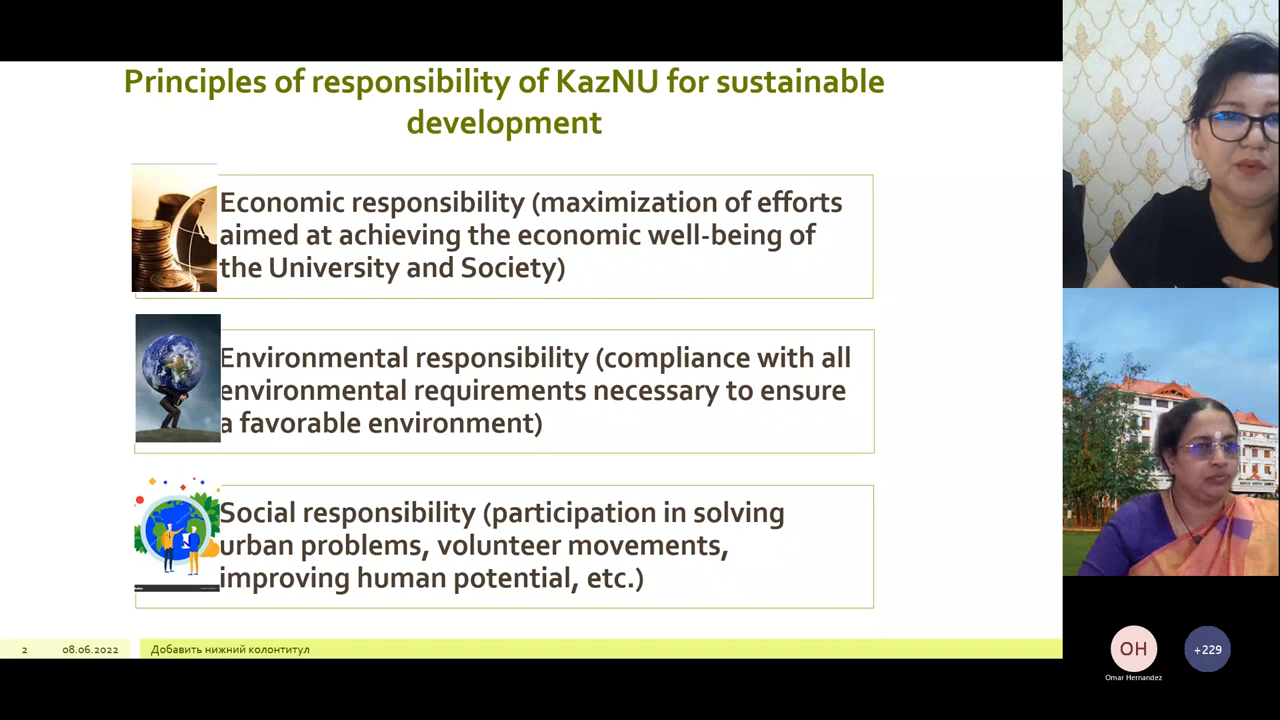 Principles of responsibility of KazNU for sustainable
development
Economic responsibility (maximization of efforts
aimed at achieving the economic well-being of
the University and Society)
Environmental responsibility (compliance with all
environmental requirements necessary to ensure
a favorable environment)
Social responsibility (participation in solving
urban problems, volunteer movements,
improving human potential, etc.)
2 08.06.2022 Добавить нижний колонтитул
OH +229
Omar Hernandez